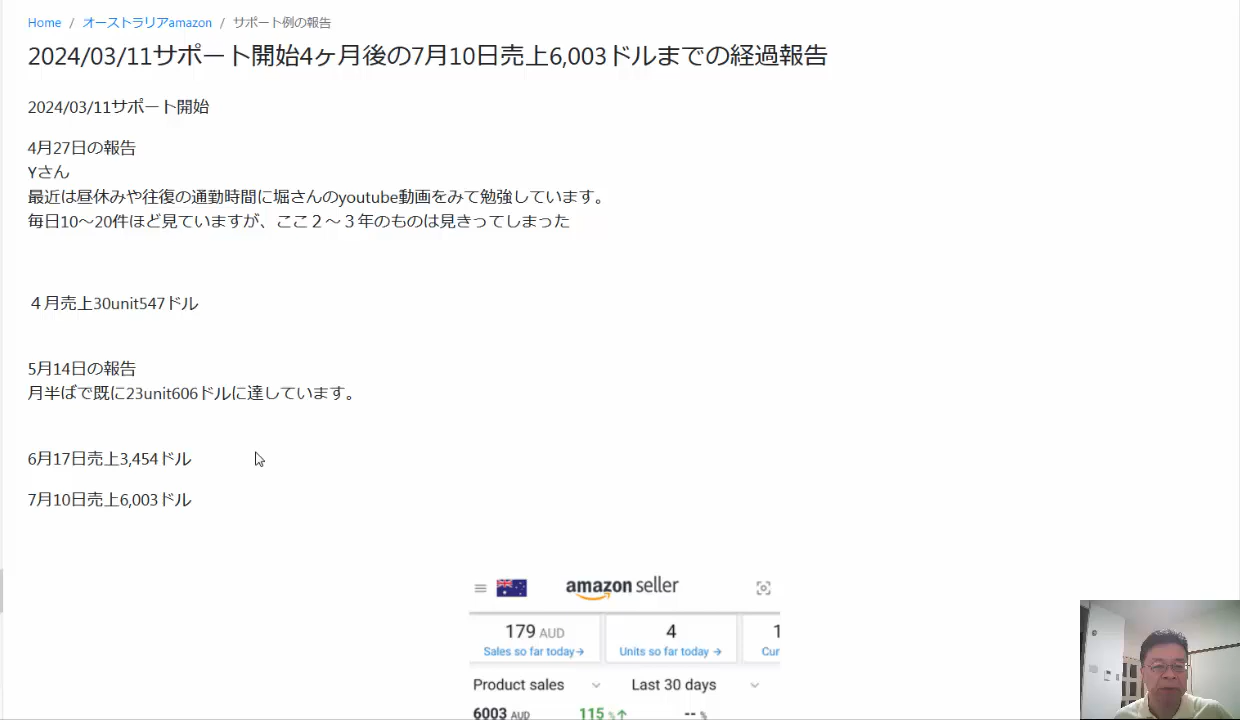 Home / オーストラリアamazon / サポート例の報告
2024/03/11サポート開始4ヶ月後の7月10日売上6,003ドルまでの経過報告
2024/03/11サポート開始
4月27日の報告
Yさん
最近は昼休みや往復の通勤時間に堀さんのyoutube動画をみて勉強しています。
毎日10～20件ほど見ていますが、ここ２～３年のものは見きってしまった
４月売上30unit547ドル
5月14日の報告
月半ばで既に23unit606ドルに達しています。
6月17日売上3,454ドル
7月10日売上6,003ドル
amazon seller
179 AUD 4 1
Sales so far today→ Units so far today → Cur
Product sales Last 30 days
6003 AUD 115 %↑ -- %